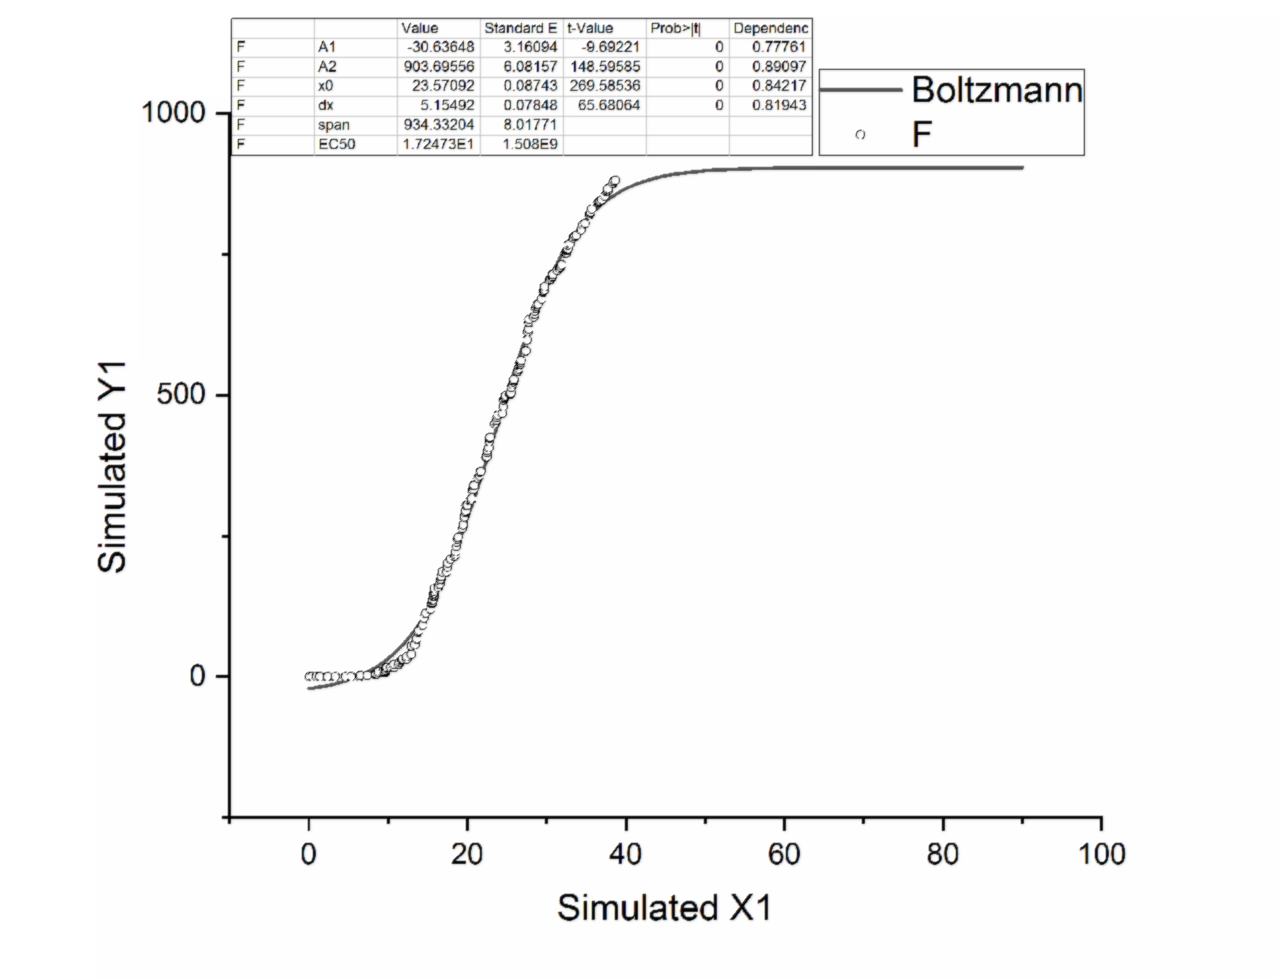 Value Standard E t-Value Prob>|t| Dependenc
F A1 -30.63648 3.16094 -9.69221 0 0.77761
F A2 903.69556 6.08157 148.59585 0 0.89097
F x0 23.57092 0.08743 269.58536 0 0.84217
F dx 5.15492 0.07848 65.68064 0 0.81943
F span 934.33204 8.01771
F EC50 1.72473E1 1.508E9
Boltzmann
F
1000
500
0
Simulated Y1
0 20 40 60 80 100
Simulated X1